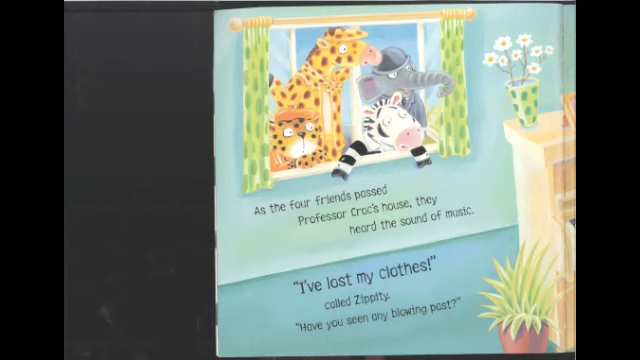 As the four friends passed
Professor Croc's house, they
heard the sound of music.
"I've lost my clothes!"
called Zippity.
"Have you seen any blowing past?"